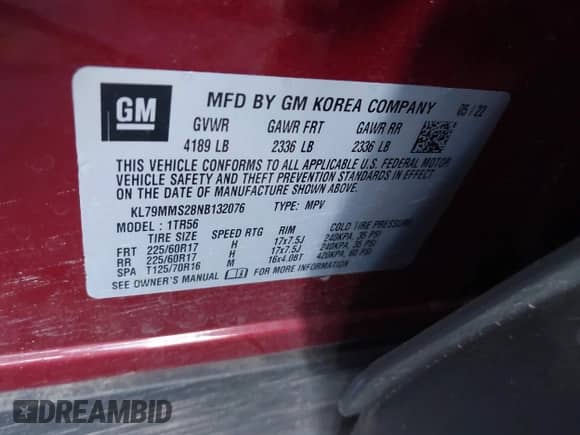 GM
MFD BY GM KOREA COMPANY 05/22
GVWR GAWR FRT GAWR RR
4189 LB 2336 LB 2336 LB
THIS VEHICLE CONFORMS TO ALL APPLICABLE U.S. FEDERAL MOTOR
VEHICLE SAFETY AND THEFT PREVENTION STANDARDS IN EFFECT
ON THE DATE OF MANUFACTURE SHOWN ABOVE.
KL79MMS28NB132076 TYPE: MPV
MODEL: 1TR56
TIRE SIZE SPEED RTG RIM COLD TIRE PRESSURE
FRT 225/60R17 H 17x7.5J 240KPA, 35 PSI
RR 225/60R17 H 17x7.5J 240KPA, 35 PSI
SPA T125/70R16 M 16x4.0BT 420KPA, 60 PSI
SEE OWNER'S MANUAL FOR MORE INFORMATION
DREAMBID